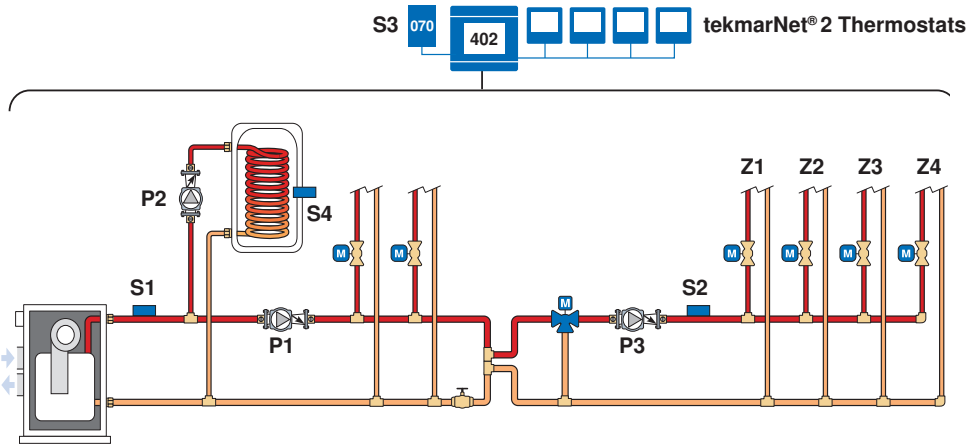 S3 070 402 tekmarNet® 2 Thermostats
Z1 Z2 Z3 Z4
P2
S4
M M M M M M
S1 S2
M
P1 P3